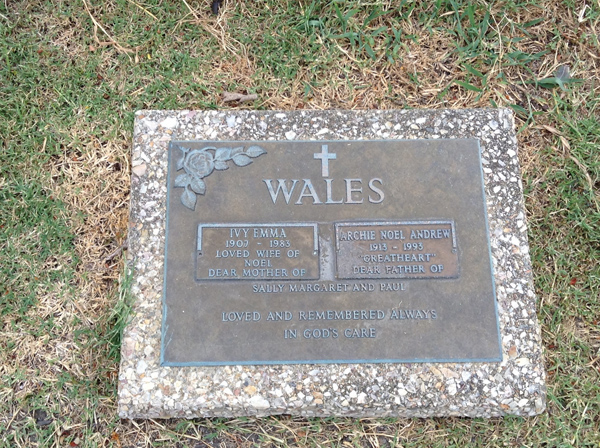 WALES
IVY EMMA
1907 - 1983
LOVED WIFE OF
NOEL
DEAR MOTHER OF
ARCHIE NOEL ANDREW
1913 - 1993
'GREATHEART'
DEAR FATHER OF
SALLY MARGARET AND PAUL
LOVED AND REMEMBERED ALWAYS
IN GOD'S CARE